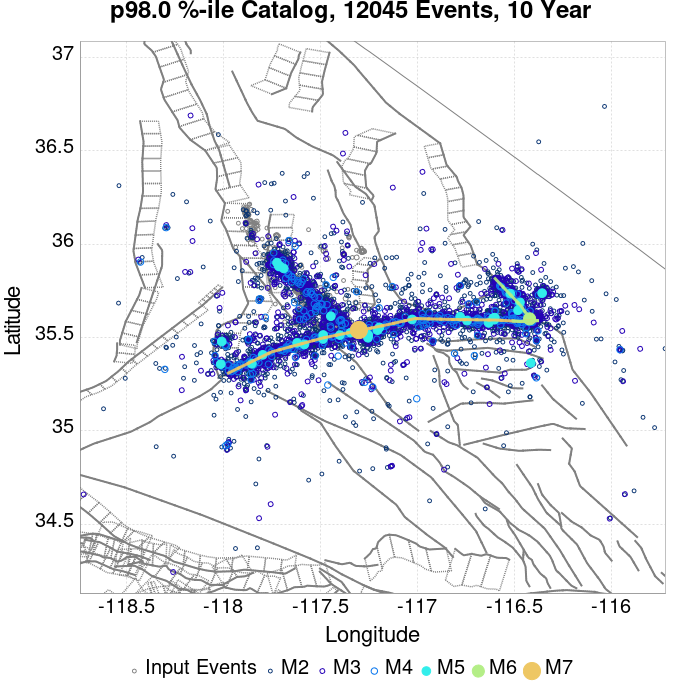 p98.0 %-ile Catalog, 12045 Events, 10 Year
37
36.5
36
35.5
35
34.5
Latitude
-118.5 -118 -117.5 -117 -116.5 -116
Longitude
Input Events M2 M3 M4 M5 M6 M7